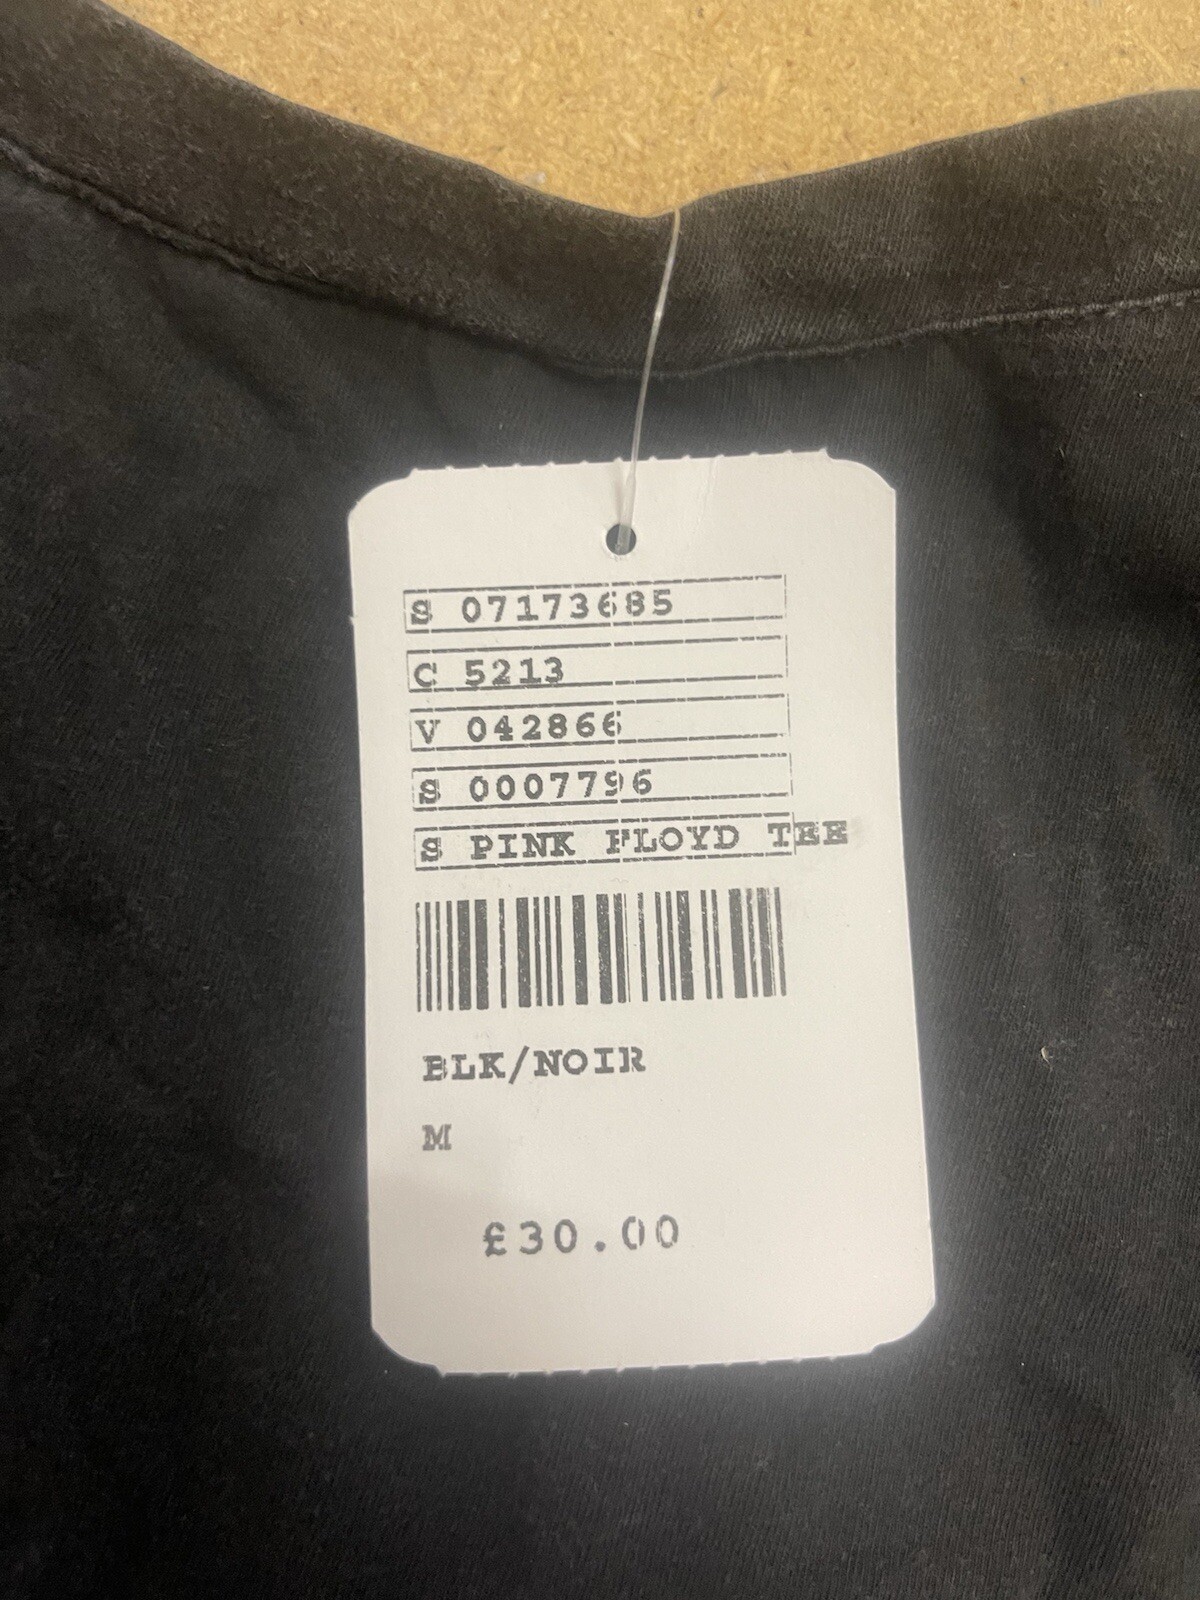 S 07173685
C 5213
V 042866
S 0007796
S PINK FLOYD TEE
BLK/NOIR
M
£30.00